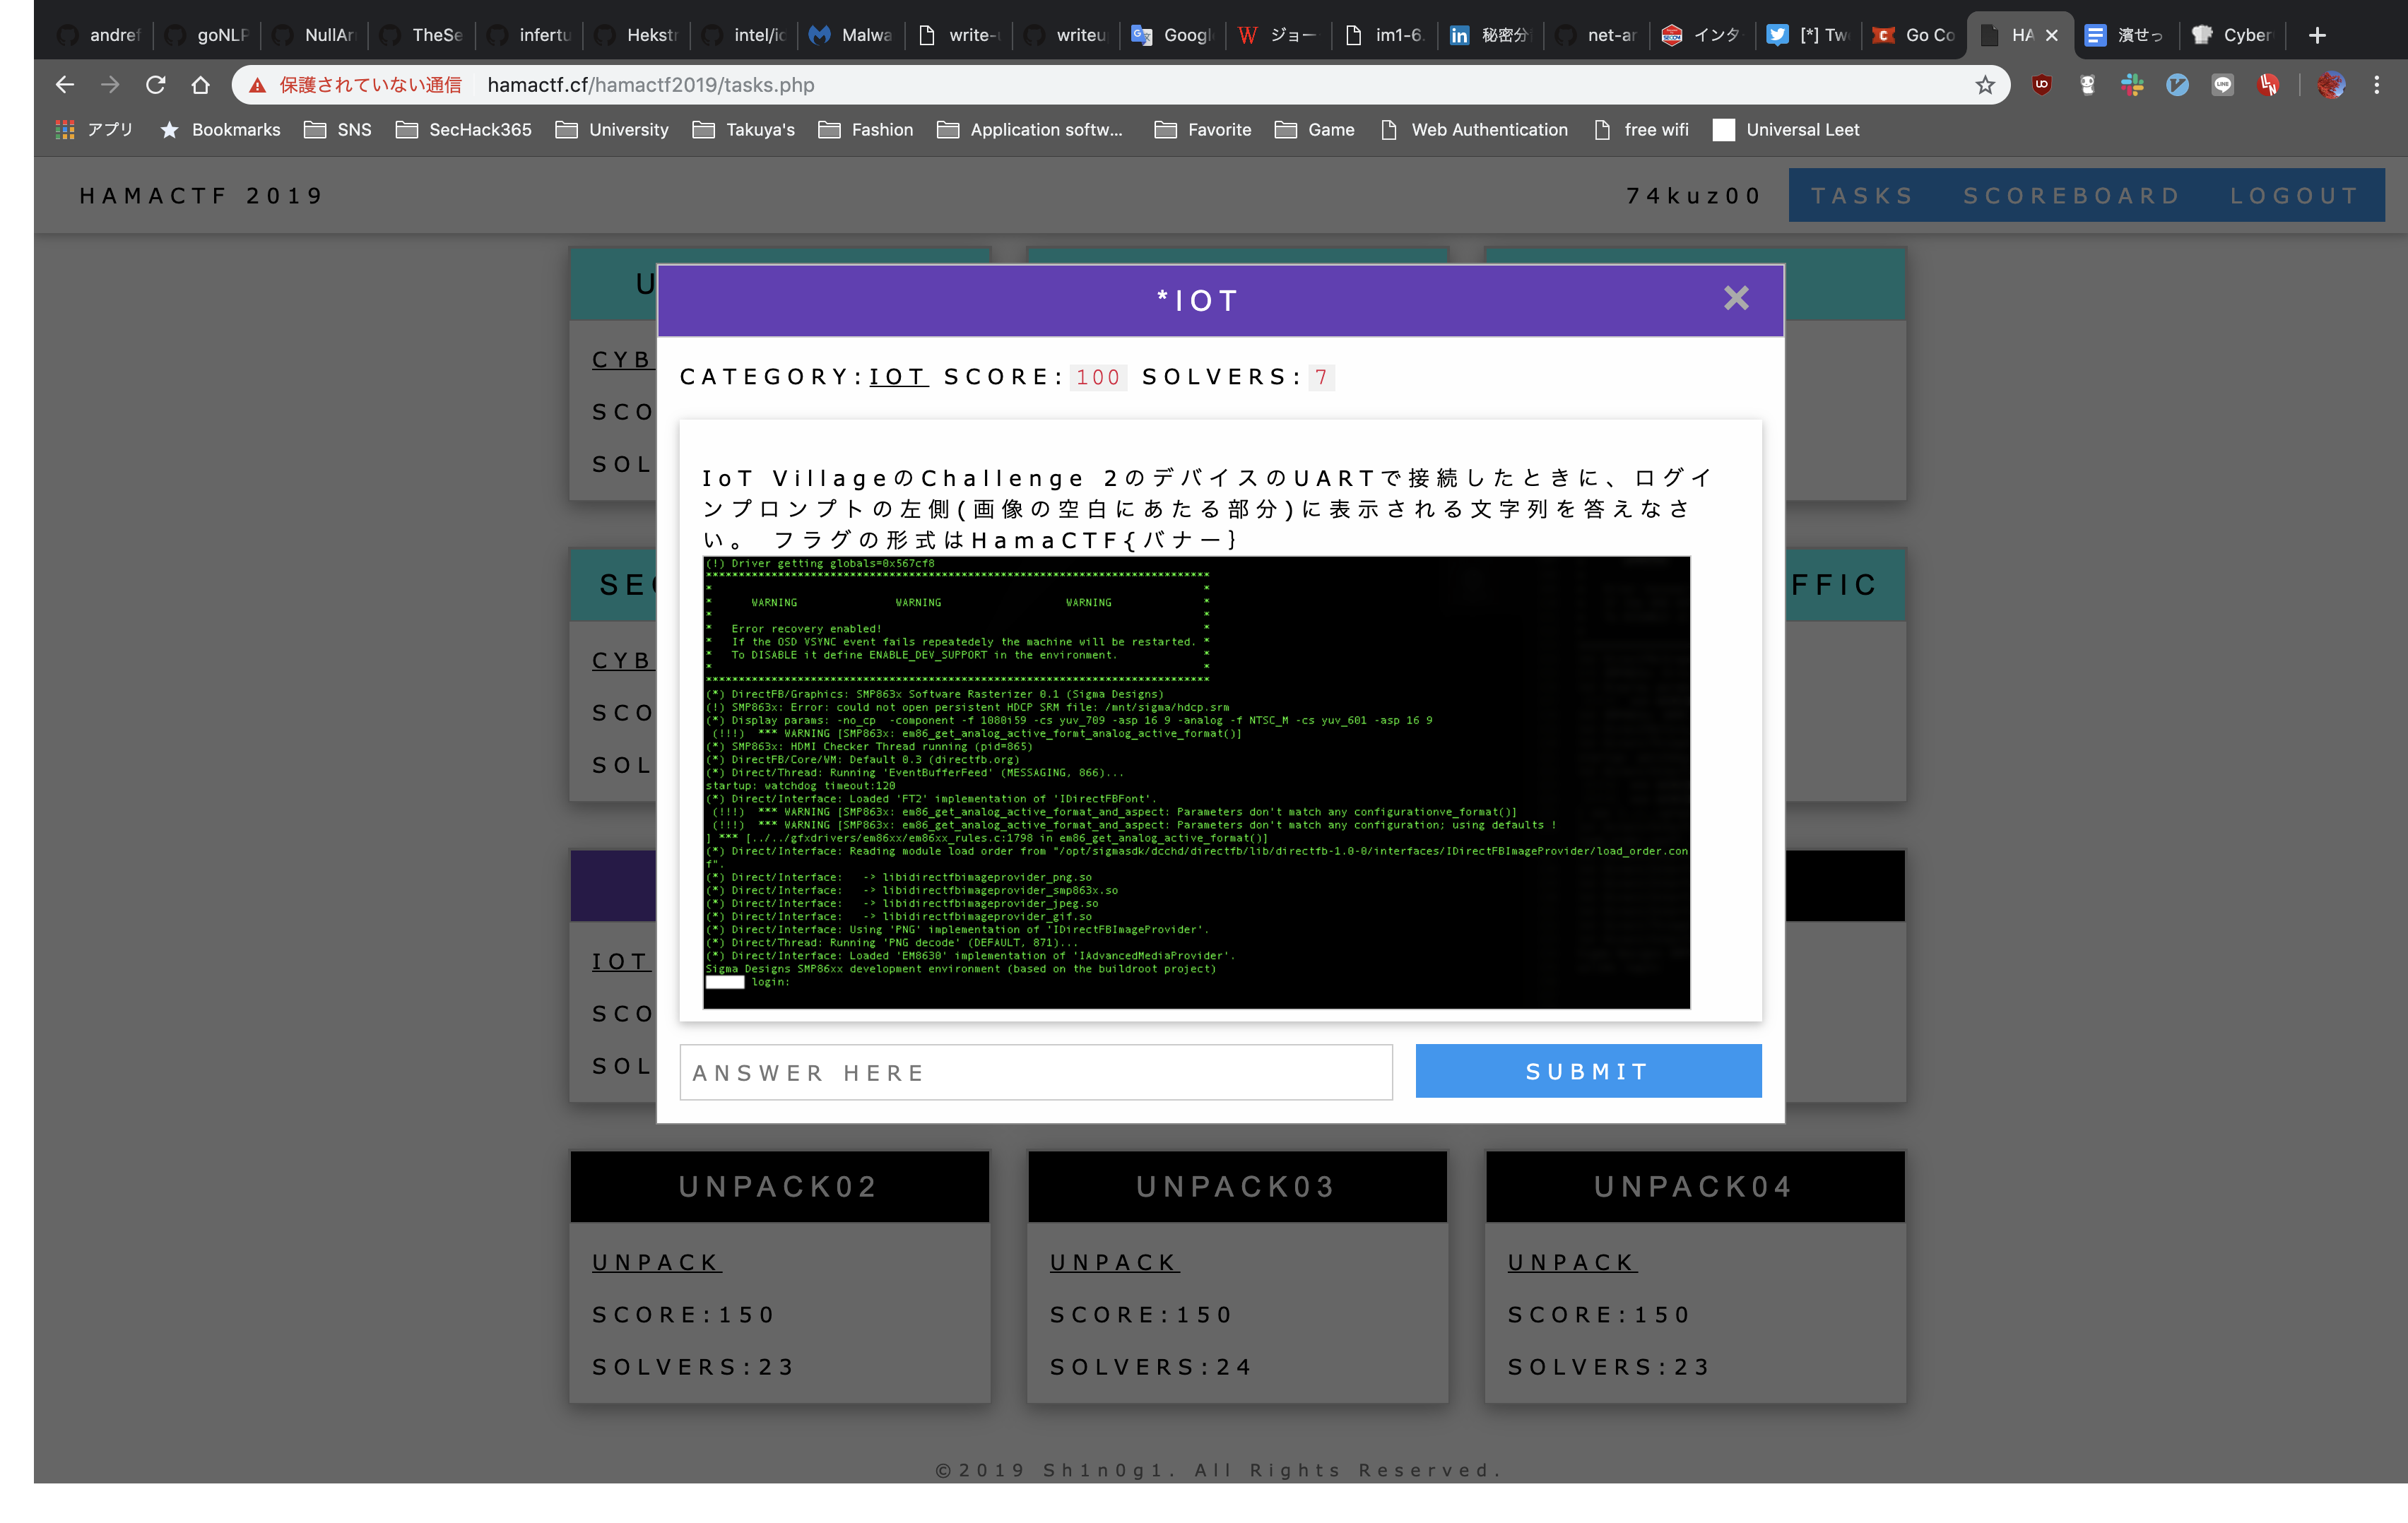 andref goNLP NullAr TheSe infertu Hekstr intel/ic Malwa write-u writeup Google ジョー im1-6. 秘密分 net-ar インタ [*] Tw Go Co HA 濱せっ Cyber
保護されていない通信 hamactf.cf/hamactf2019/tasks.php
アプリ Bookmarks SNS SecHack365 University Takuya's Fashion Application softw... Favorite Game Web Authentication free wifi Universal Leet
HAMACTF 2019 74kuz00 TASKS SCOREBOARD LOGOUT
*IOT
CATEGORY:IOT SCORE:100 SOLVERS:7
IoT VillageのChallenge 2のデバイスのUARTで接続したときに、ログイ
ンプロンプトの左側(画像の空白にあたる部分)に表示される文字列を答えなさ
い。 フラグの形式はHamaCTF{バナー}
(!) Driver getting globals=0x567cf8
WARNING WARNING WARNING
* Error recovery enabled! *
* If the OSD VSYNC event fails repeatedely the machine will be restarted. *
* To DISABLE it define ENABLE_DEV_SUPPORT in the environment. *
(*) DirectFB/Graphics: SMP863x Software Rasterizer 0.1 (Sigma Designs)
(!) SMP863x: Error: could not open persistent HDCP SRM file: /mnt/sigma/hdcp.srm
(*) Display params: -no_cp -component -f 1080i59 -cs yuv_709 -asp 16 9 -analog -f NTSC_M -cs yuv_601 -asp 16 9
(!!!) *** WARNING [SMP863x: em86_get_analog_active_formt_analog_active_format()]
(*) SMP863x: HDMI Checker Thread running (pid=865)
(*) DirectFB/Core/WM: Default 0.3 (directfb.org)
(*) Direct/Thread: Running 'EventBufferFeed' (MESSAGING, 866)...
startup: watchdog timeout:120
(*) Direct/Interface: Loaded 'FT2' implementation of 'IDirectFBFont'.
(!!!) *** WARNING [SMP863x: em86_get_analog_active_format_and_aspect: Parameters don't match any configurationve_format()]
(!!!) *** WARNING [SMP863x: em86_get_analog_active_format_and_aspect: Parameters don't match any configuration; using defaults !
] *** [../../gfxdrivers/em86xx/em86xx_rules.c:1798 in em86_get_analog_active_format()]
(*) Direct/Interface: Reading module load order from "/opt/sigmasdk/dcchd/directfb/lib/directfb-1.0-0/interfaces/IDirectFBImageProvider/load_order.con
f".
(*) Direct/Interface: -> libidirectfbimageprovider_png.so
(*) Direct/Interface: -> libidirectfbimageprovider_smp863x.so
(*) Direct/Interface: -> libidirectfbimageprovider_jpeg.so
(*) Direct/Interface: -> libidirectfbimageprovider_gif.so
(*) Direct/Interface: Using 'PNG' implementation of 'IDirectFBImageProvider'.
(*) Direct/Thread: Running 'PNG decode' (DEFAULT, 871)...
(*) Direct/Interface: Loaded 'EM8630' implementation of 'IAdvancedMediaProvider'.
Sigma Designs SMP86xx development environment (based on the buildroot project)
login:
ANSWER HERE SUBMIT
U
CYB
SCO
SOL
SEC FFIC
CYB
SCO
SOL
IOT
SCO
SOL
UNPACK02 UNPACK03 UNPACK04
UNPACK UNPACK UNPACK
SCORE:150 SCORE:150 SCORE:150
SOLVERS:23 SOLVERS:24 SOLVERS:23
©2019 Sh1n0g1. All Rights Reserved.